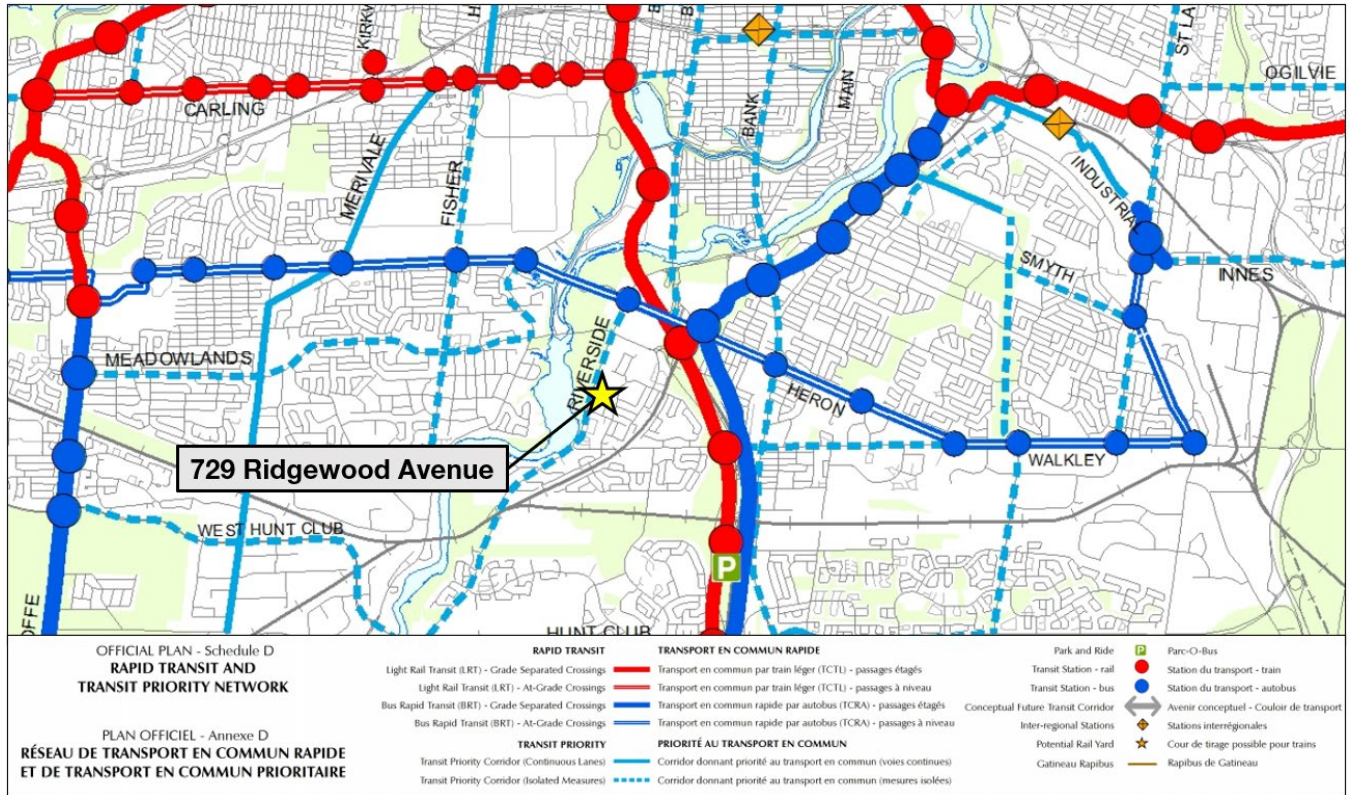 KIRKW
B
B
H
ST LA
OGILVIE
CARLING
MAIN
BANK
MERIVALE
FISHER
INDUSTRIAL
SMYTH
INNES
MEADOWLANDS
RIVERSIDE
HERON
729 Ridgewood Avenue
WALKLEY
WEST HUNT CLUB
P
OFFE
HUNT CLUB
OFFICIAL PLAN - Schedule D
RAPID TRANSIT AND
TRANSIT PRIORITY NETWORK
PLAN OFFICIEL - Annexe D
RÉSEAU DE TRANSPORT EN COMMUN RAPIDE
ET DE TRANSPORT EN COMMUN PRIORITAIRE
RAPID TRANSIT TRANSPORT EN COMMUN RAPIDE
Light Rail Transit (LRT) - Grade Separated Crossings Transport en commun par train léger (TCTL) - passages étagés
Light Rail Transit (LRT) - At-Grade Crossings Transport en commun par train léger (TCTL) - passages à niveau
Bus Rapid Transit (BRT) - Grade Separated Crossings Transport en commun rapide par autobus (TCRA) - passages étagés
Bus Rapid Transit (BRT) - At-Grade Crossings Transport en commun rapide par autobus (TCRA) - passages à niveau
TRANSIT PRIORITY PRIORITÉ AU TRANSPORT EN COMMUN
Transit Priority Corridor (Continuous Lanes) Corridor donnant priorité au transport en commun (voies continues)
Transit Priority Corridor (Isolated Measures) Corridor donnant priorité au transport en commun (mesures isolées)
Park and Ride P Parc-O-Bus
Transit Station - rail Station du transport - train
Transit Station - bus Station du transport - autobus
Conceptual Future Transit Corridor Avenir conceptuel - Couloir de transport
Inter-regional Stations Stations interrégionales
Potential Rail Yard Cour de tirage possible pour trains
Gatineau Rapibus Rapibus de Gatineau